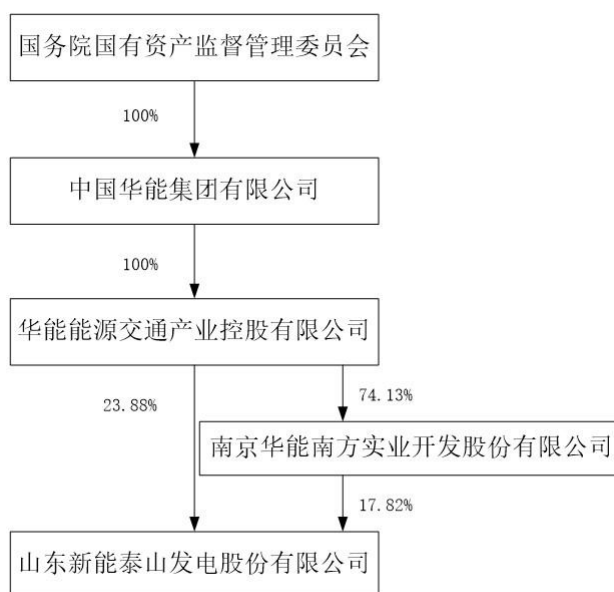 国务院国有资产监督管理委员会
100%
中国华能集团有限公司
100%
华能能源交通产业控股有限公司
23.88%
74.13%
南京华能南方实业开发股份有限公司
17.82%
山东新能泰山发电股份有限公司